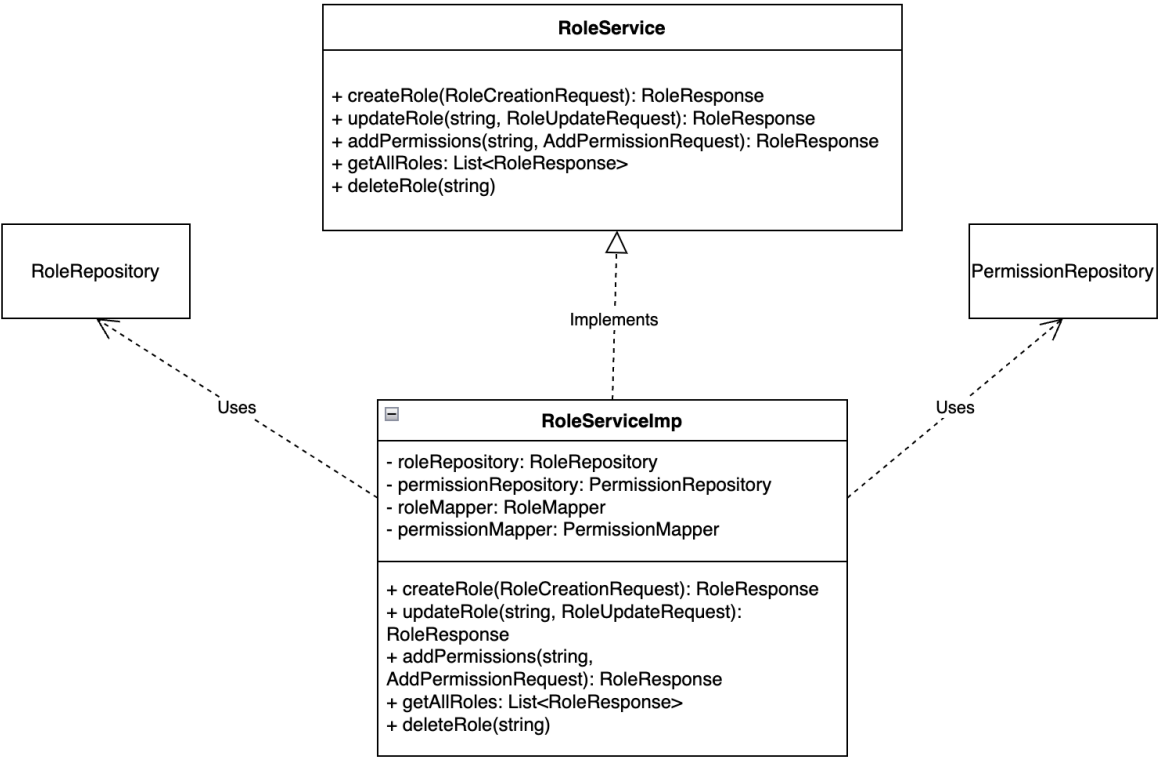 RoleService
+ createRole(RoleCreationRequest): RoleResponse
+ updateRole(string, RoleUpdateRequest): RoleResponse
+ addPermissions(string, AddPermissionRequest): RoleResponse
+ getAllRoles: List<RoleResponse>
+ deleteRole(string)
RoleRepository
PermissionRepository
Implements
Uses
Uses
RoleServiceImp
- roleRepository: RoleRepository
- permissionRepository: PermissionRepository
- roleMapper: RoleMapper
- permissionMapper: PermissionMapper
+ createRole(RoleCreationRequest): RoleResponse
+ updateRole(string, RoleUpdateRequest):
RoleResponse
+ addPermissions(string,
AddPermissionRequest): RoleResponse
+ getAllRoles: List<RoleResponse>
+ deleteRole(string)